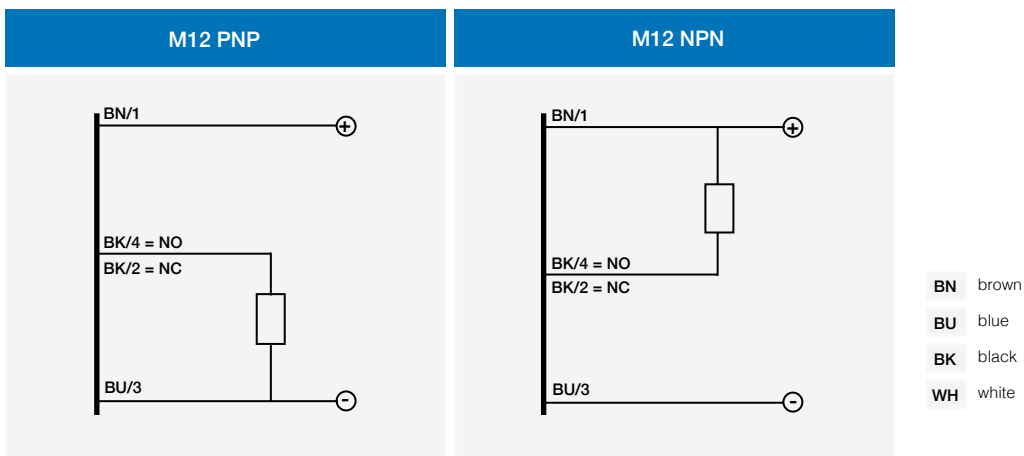 M12 PNP
BN/1
+
BK/4 = NO
BK/2 = NC
BU/3
-
M12 NPN
BN/1
+
BK/4 = NO
BK/2 = NC
BU/3
-
BN brown
BU blue
BK black
WH white